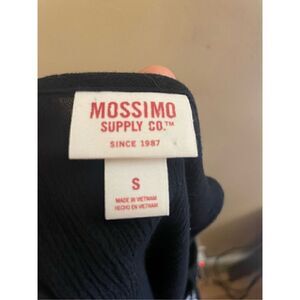 MOSSIMO
SUPPLY CO.™
SINCE 1987
S
MADE IN VIETNAM
HECHO EN VIETNAM